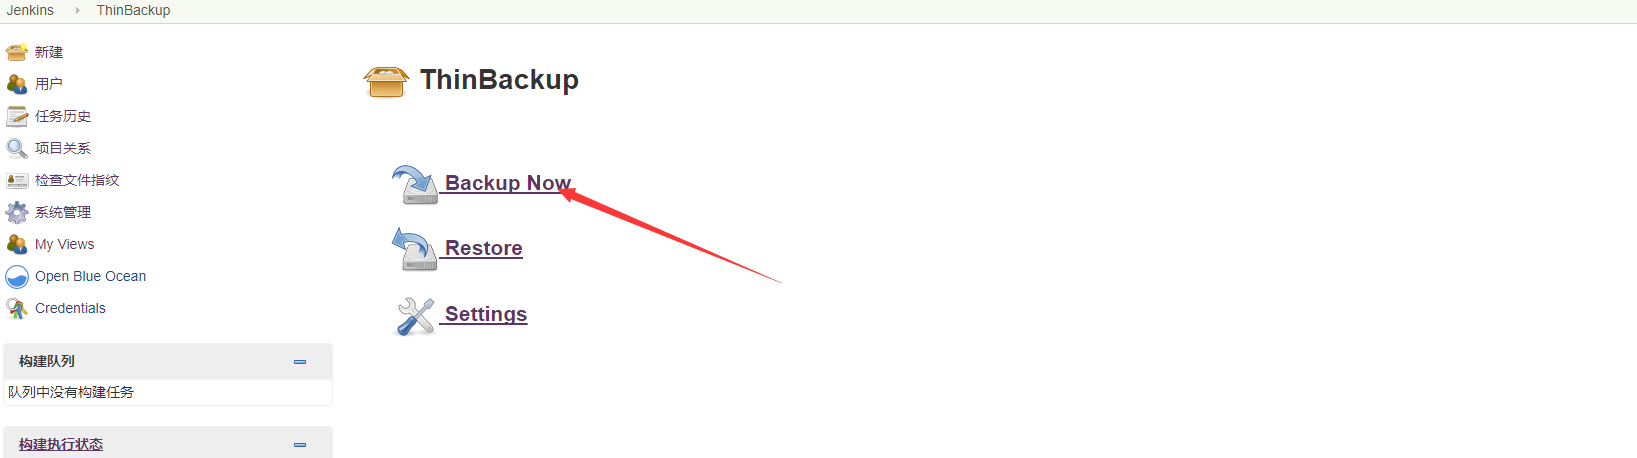 Jenkins ThinBackup
新建
用户
任务历史
项目关系
检查文件指纹
系统管理
My Views
Open Blue Ocean
Credentials
构建队列
队列中没有构建任务
构建执行状态
ThinBackup
Backup Now
Restore
Settings